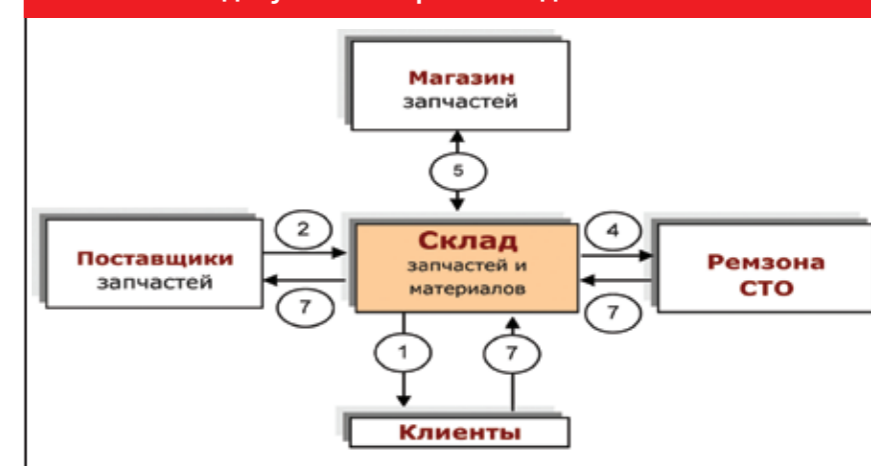 Магазин
запчастей
5
2
4
Поставщики
запчастей
Склад
запчастей и
материалов
Ремзона
СТО
7
7
1
7
Клиенты